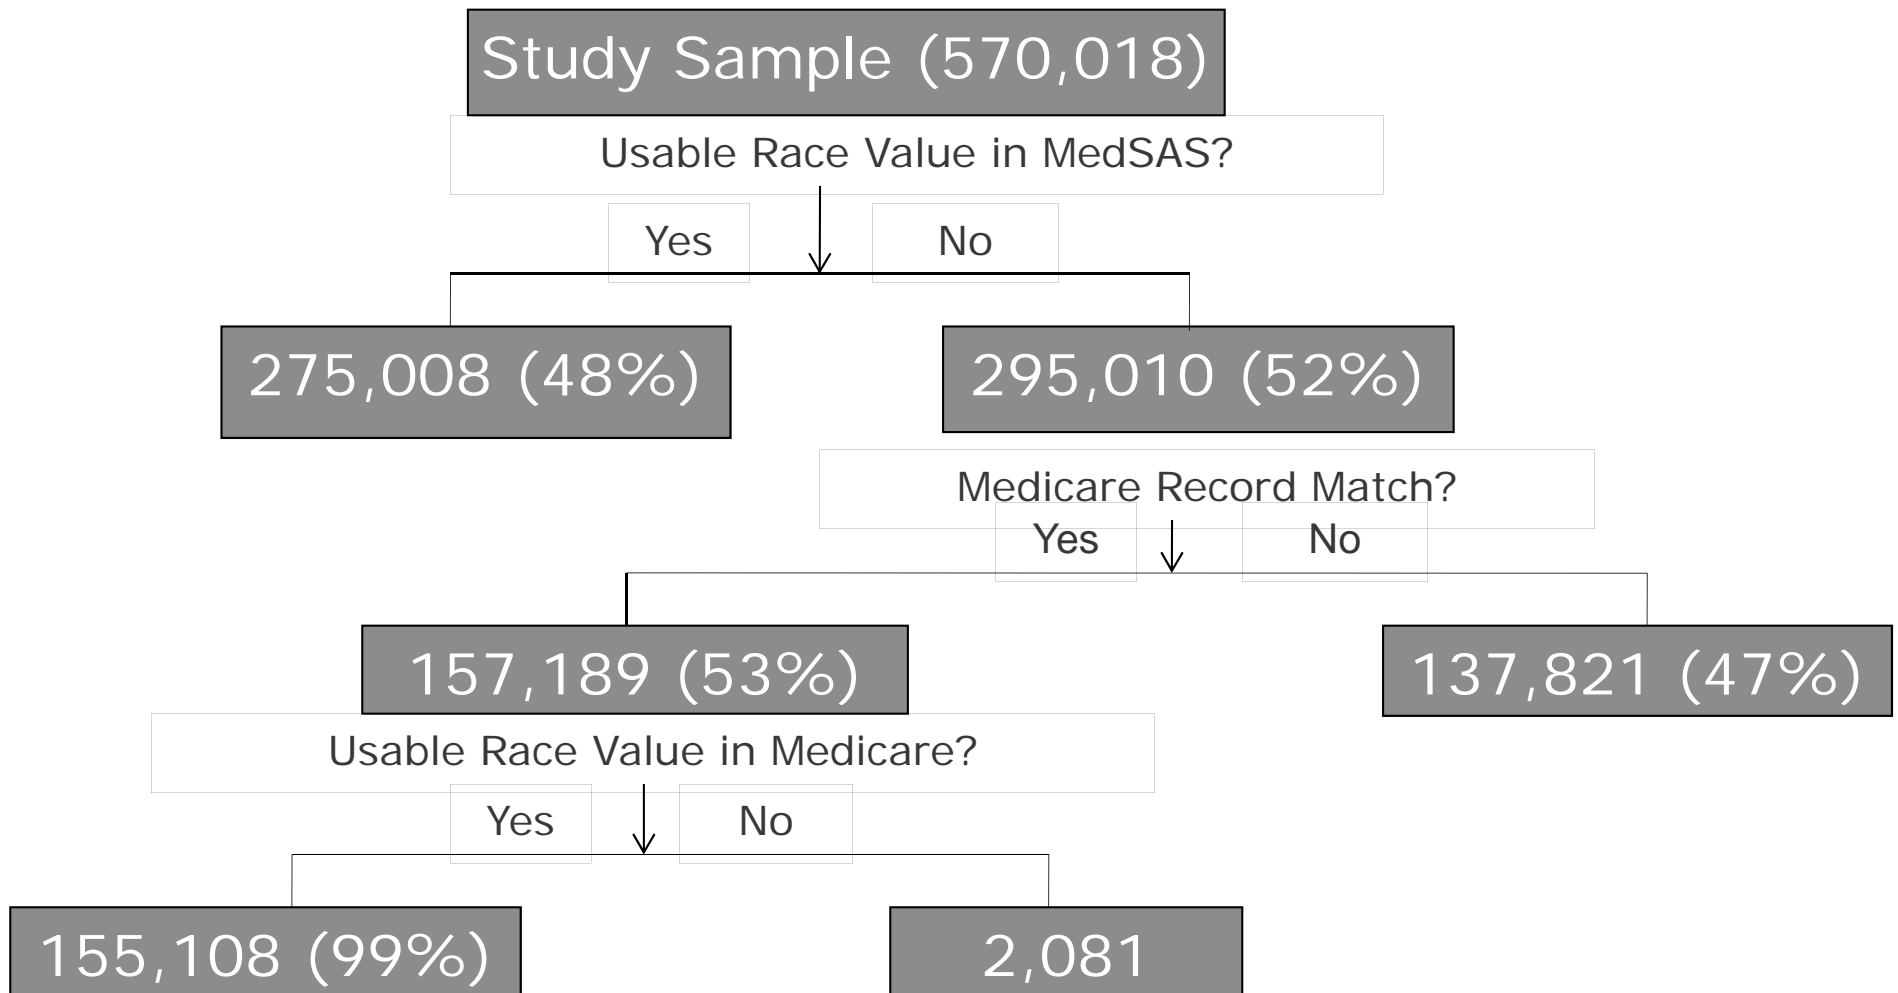 Study Sample (570,018)
Usable Race Value in MedSAS?
Yes
No
275,008 (48%)
295,010 (52%)
Medicare Record Match?
Yes
No
157,189 (53%)
137,821 (47%)
Usable Race Value in Medicare?
Yes
No
155,108 (99%)
2,081